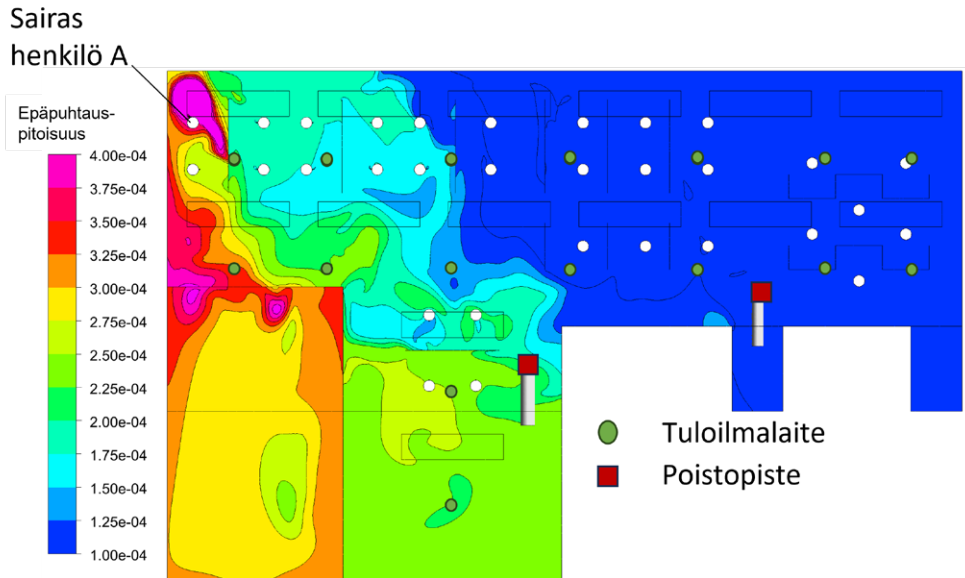 Sairas
henkilö A
Epäpuhtaus-
pitoisuus
4.00e-04
3.75e-04
3.50e-04
3.25e-04
3.00e-04
2.75e-04
2.50e-04
2.25e-04
2.00e-04
1.75e-04
1.50e-04
1.25e-04
1.00e-04
Tuloilmalaite
Poistopiste